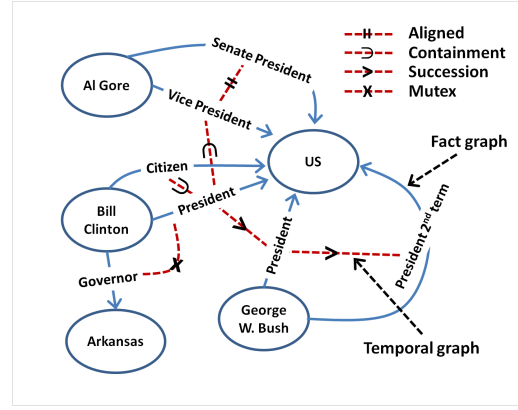 Senate President
Aligned
Containment
Succession
Mutex
Al Gore
Vice President
Fact graph
US
Citizen
President
Bill
Clinton
President
President 2nd term
Governor
George
W. Bush
Arkansas
Temporal graph